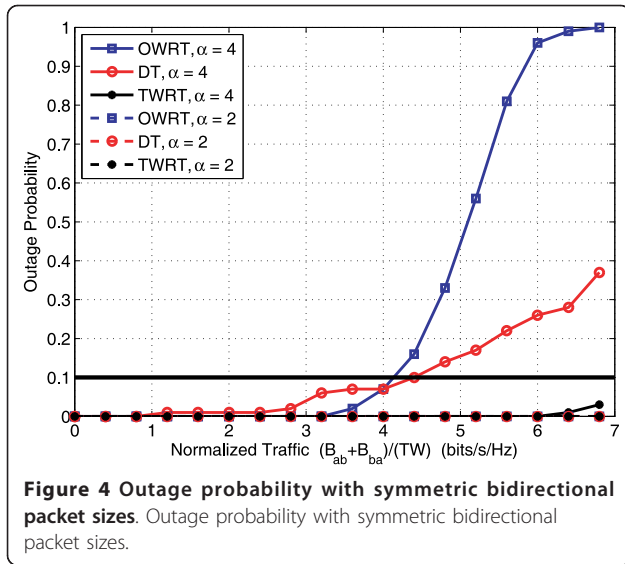 1
0.9
0.8
0.7
0.6
0.5
0.4
0.3
0.2
0.1
0
Outage Probability
OWRT, α = 4
DT, α = 4
TWRT, α = 4
OWRT, α = 2
DT, α = 2
TWRT, α = 2
0 1 2 3 4 5 6 7
Normalized Traffic (B_ab+B_ba)/(TW) (bits/s/Hz)
Figure 4 Outage probability with symmetric bidirectional
packet sizes. Outage probability with symmetric bidirectional
packet sizes.